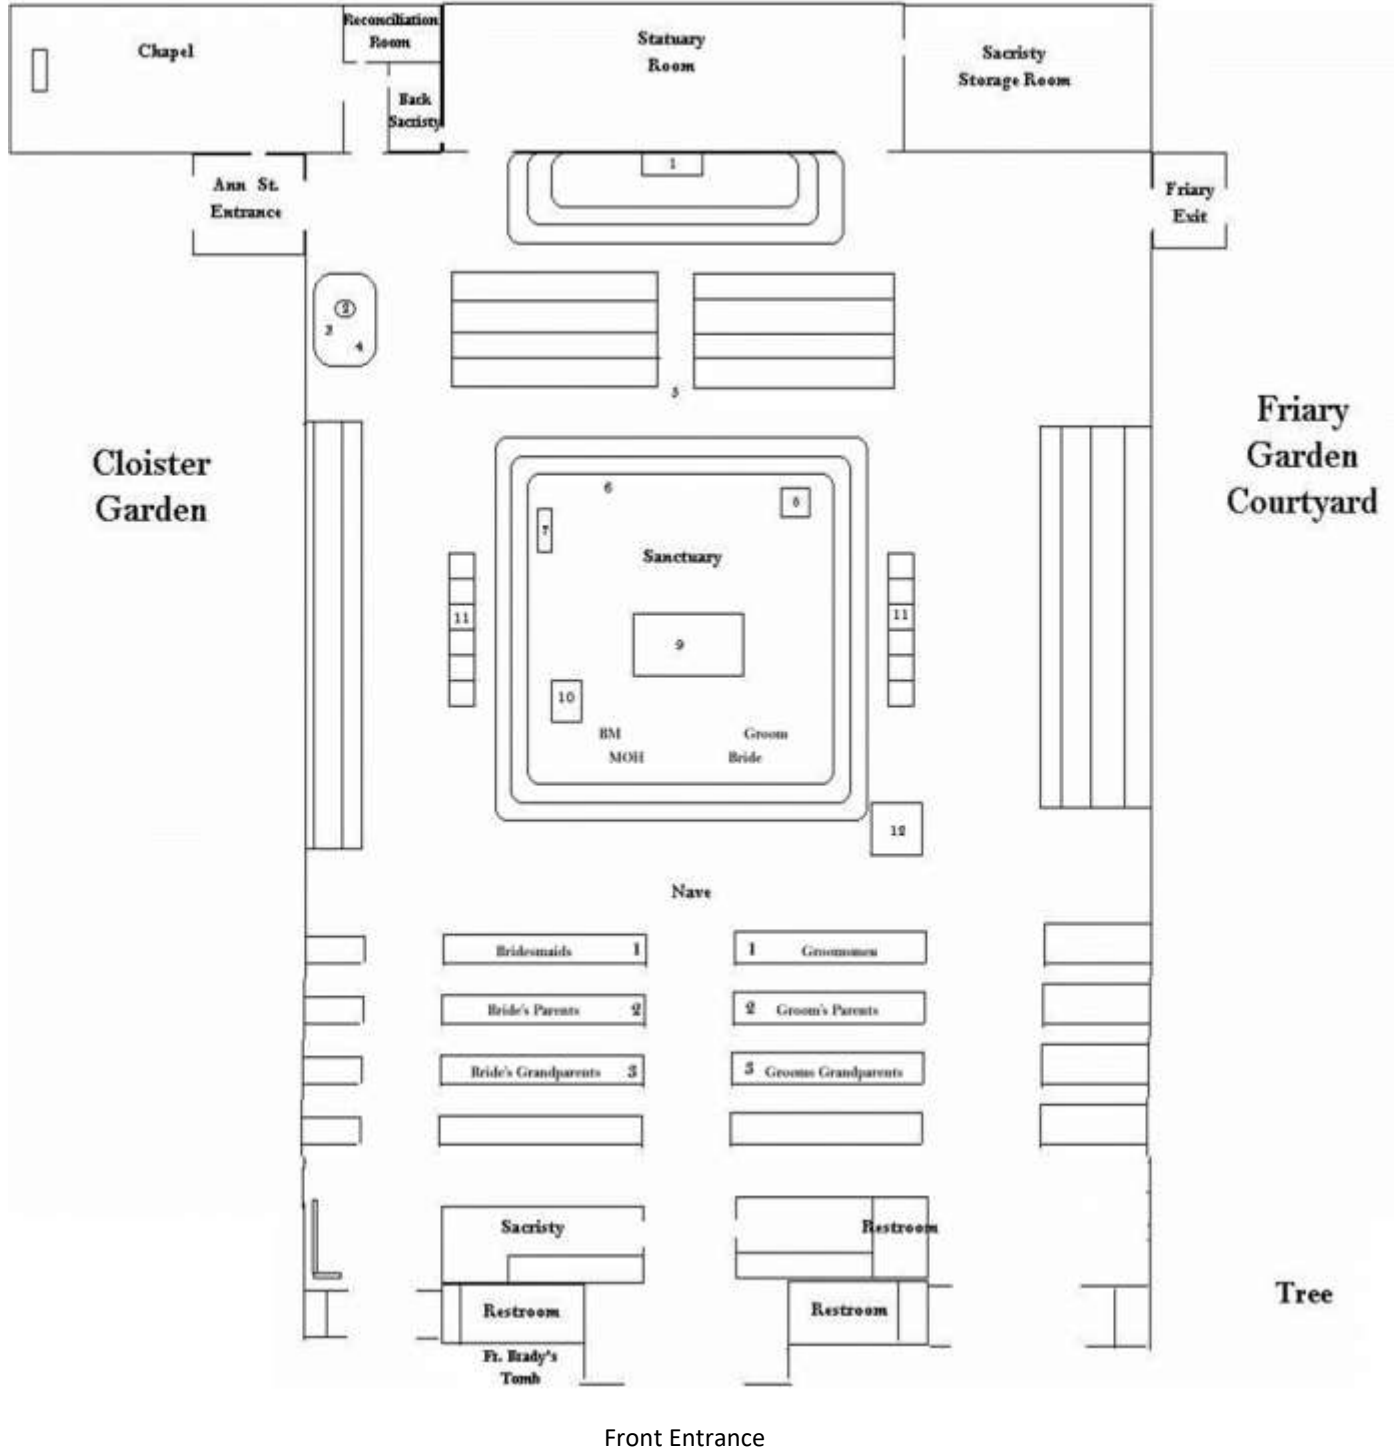 Chapel
Reconciliation
Room
Back
Sacristy
Statuary
Room
Sacristy
Storage Room
1
Ann St.
Entrance
Friary
Exit
2
3
4
5
Cloister
Garden
Friary
Garden
Courtyard
6
8
7
Sanctuary
11
11
9
10
BM
Groom
MOH
Bride
12
Nave
Bridesmaids 1
1 Groomsmen
Bride's Parents 2
2 Groom's Parents
Bride's Grandparents 3
3 Grooms Grandparents
Sacristy
Restroom
Restroom
Restroom
Tree
Fr. Brady's
Tomb
Front Entrance